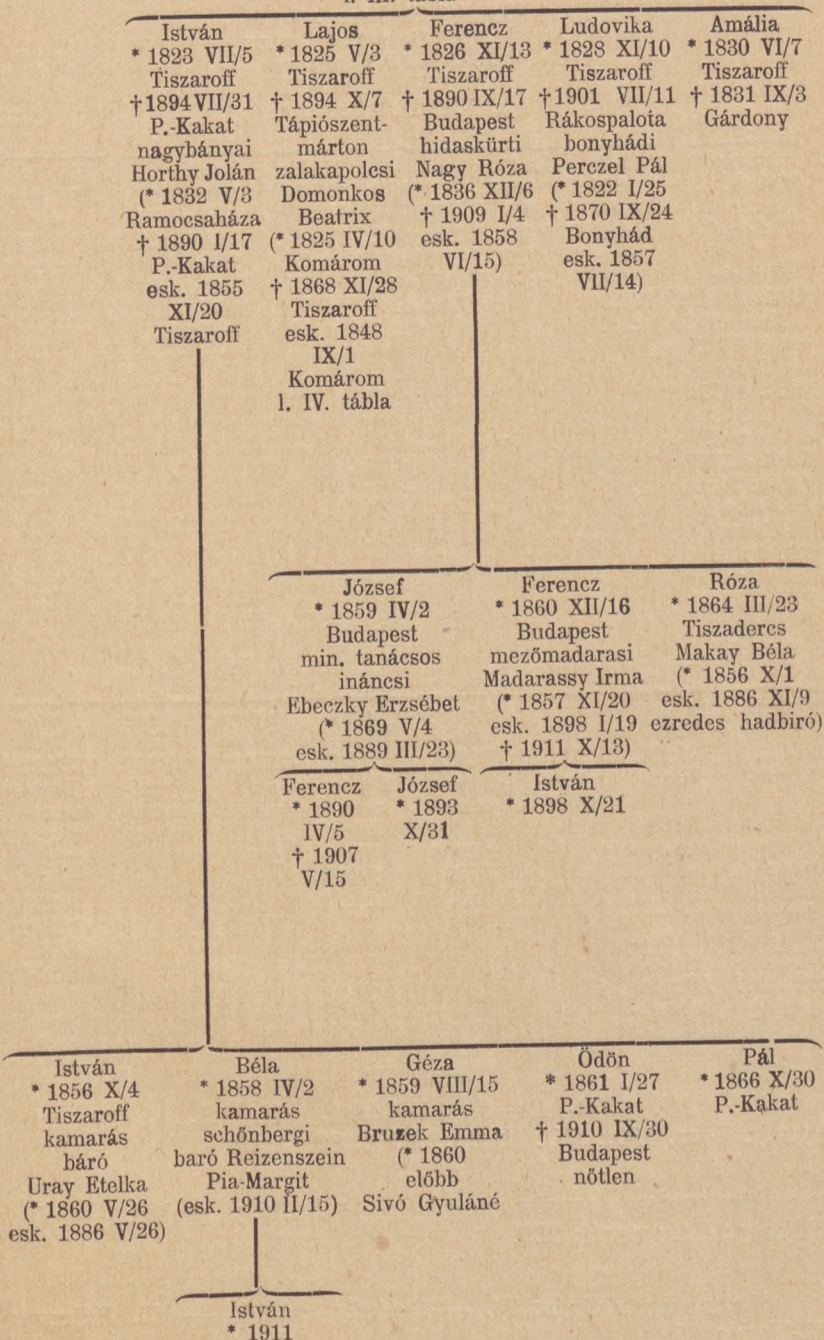 l. III. tábla
István
* 1823 VII/5
Tiszaroff
†1894 VII/31
P.-Kakat
nagybányai
Horthy Jolán
(* 1832 V/3
Ramocsaháza
† 1890 I/17
P.-Kakat
esk. 1855
XI/20
Tiszaroff
Lajos
* 1825 V/3
Tiszaroff
† 1894 X/7
Tápiószent-
márton
zalakapolcsi
Domonkos
Beatrix
(* 1825 IV/10
Komárom
† 1868 XI/28
Tiszaroff
esk. 1848
IX/1
Komárom
l. IV. tábla
Ferencz
* 1826 XI/13
Tiszaroff
† 1890 IX/17
Budapest
hidaskürti
Nagy Róza
(* 1836 XII/6
† 1909 I/4
esk. 1858
VI/15)
Ludovika
* 1828 XI/10
Tiszaroff
†1901 VII/11
Rákospalota
bonyhádi
Perczel Pál
(* 1822 I/25
† 1870 IX/24
Bonyhád
esk. 1857
VII/14)
Amália
* 1830 VI/7
Tiszaroff
† 1831 IX/3
Gárdony
József
* 1859 IV/2
Budapest
min. tanácsos
ináncsi
Ebeczky Erzsébet
(* 1869 V/4
esk. 1889 III/23)
Ferencz
* 1860 XII/16
Budapest
mezőmadarasi
Madarassy Irma
(* 1857 XI/20
esk. 1898 I/19
† 1911 X/13)
Róza
* 1864 III/23
Tiszadercs
Makay Béla
(* 1856 X/1
esk. 1886 XI/9
ezredes hadbiró)
Ferencz
* 1890
IV/5
† 1907
V/15
József
* 1893
X/31
István
* 1898 X/21
István
* 1856 X/4
Tiszaroff
kamarás
báró
Uray Etelka
(* 1860 V/26
esk. 1886 V/26)
Béla
* 1858 IV/2
kamarás
schőnbergi
baró Reizenszein
Pia-Margit
(esk. 1910 II/15)
Géza
* 1859 VIII/15
kamarás
Bruzek Emma
(* 1860
előbb
Sivó Gyuláné
Ödön
* 1861 I/27
P.-Kakat
† 1910 IX/30
Budapest
nőtlen
Pál
* 1866 X/30
P.-Kakat
István
* 1911